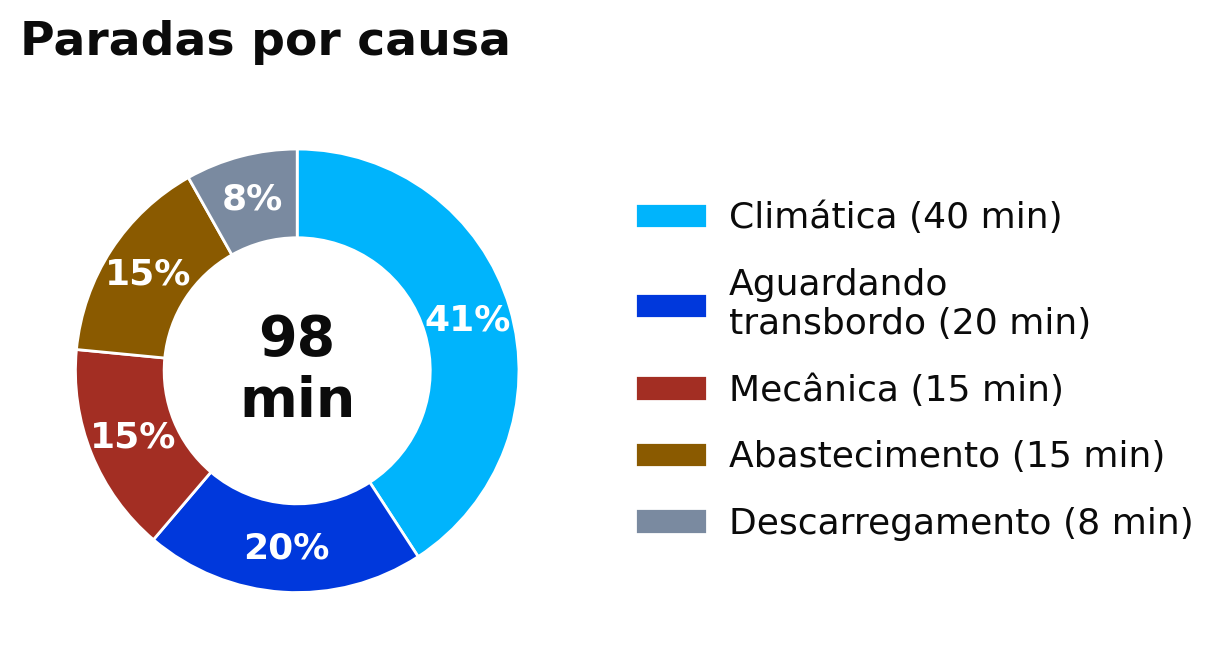 Paradas por causa
8%
41%
15%
15%
20%
98
min
Climática (40 min)
Aguardando
transbordo (20 min)
Mecânica (15 min)
Abastecimento (15 min)
Descarregamento (8 min)